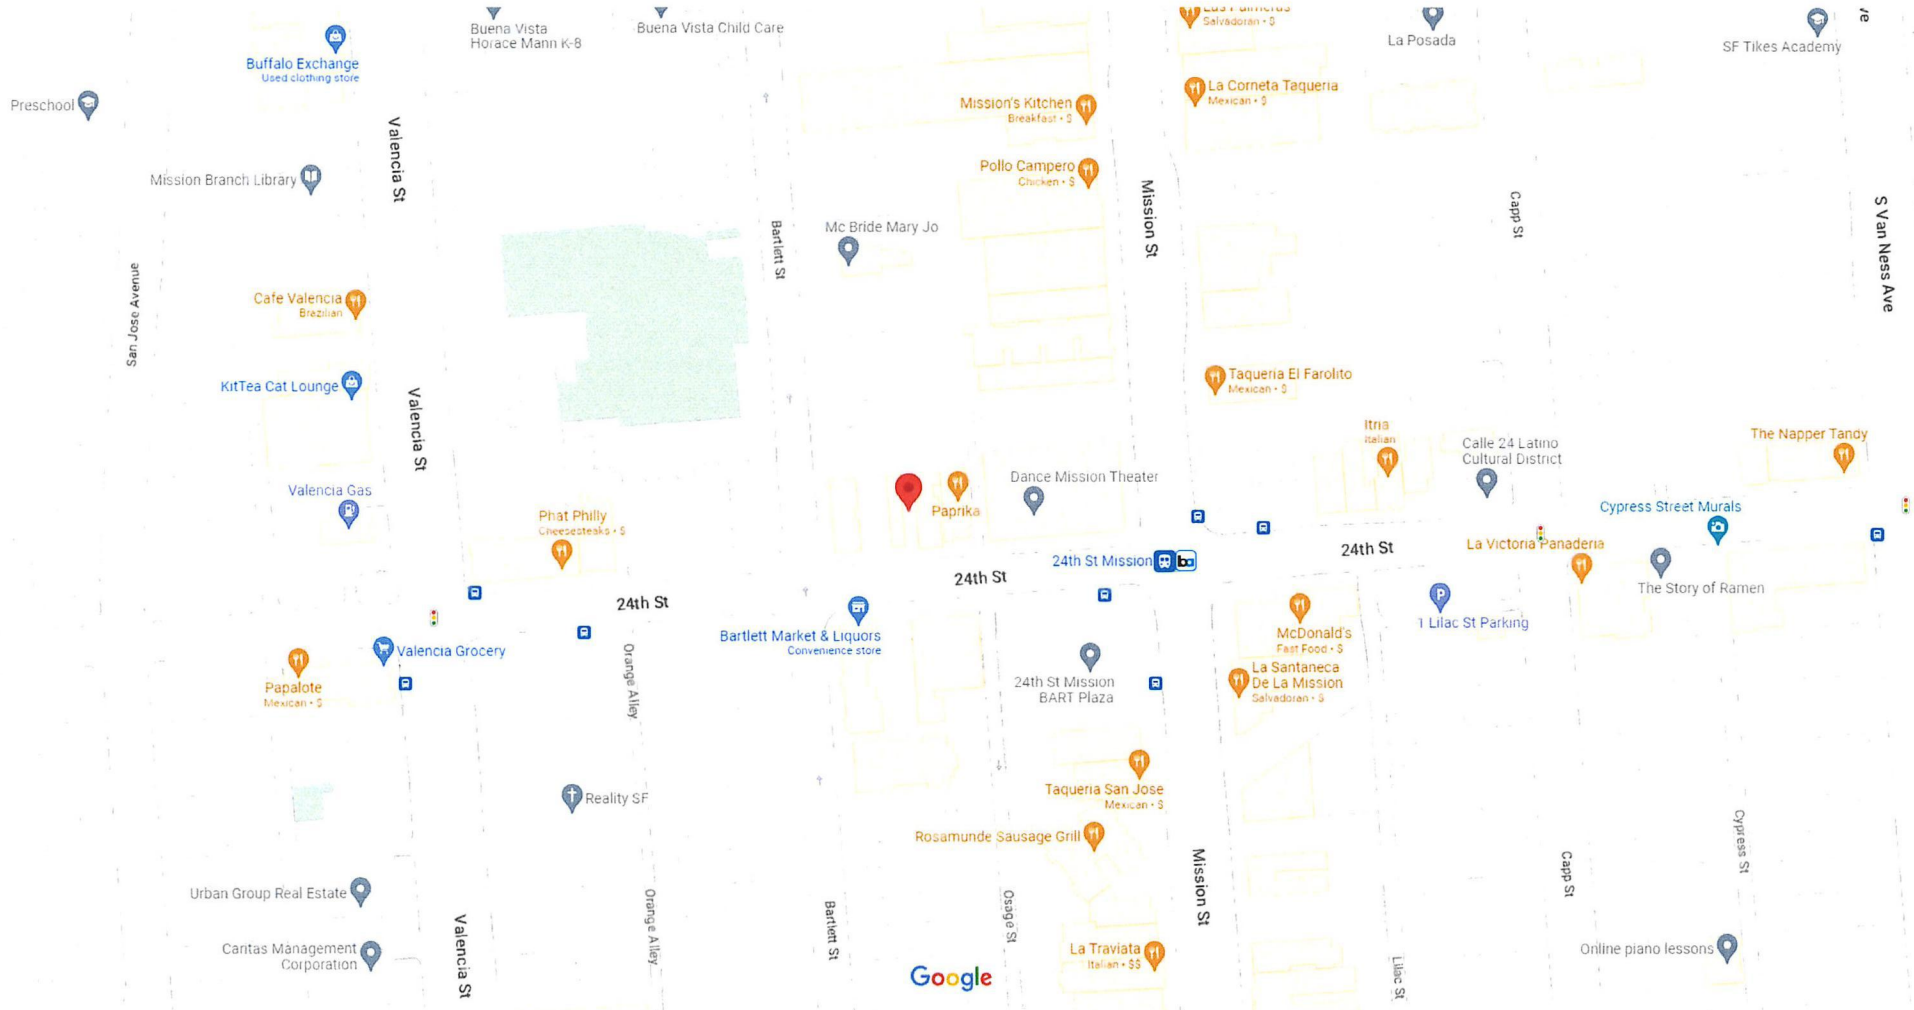 Las Palmeras
Salvadoran · $
Buena Vista
Horace Mann K-8
Buena Vista Child Care
La Posada
SF Tikes Academy
ve
Buffalo Exchange
Used clothing store
Preschool
Mission's Kitchen
Breakfast · $
La Corneta Taqueria
Mexican · $
Valencia St
Mission Branch Library
Pollo Campero
Chicken · $
Mission St
Capp St
S Van Ness Ave
Mc Bride Mary Jo
Bartlett St
San Jose Avenue
Cafe Valencia
Brazilian
KitTea Cat Lounge
Valencia St
Taqueria El Farolito
Mexican · $
Itria
Italian
Calle 24 Latino
Cultural District
The Napper Tandy
Valencia Gas
Dance Mission Theater
Paprika
Phat Philly
Cheesesteaks · $
Cypress Street Murals
24th St Mission
ba
24th St
La Victoria Panaderia
24th St
24th St
The Story of Ramen
P
1 Lilac St Parking
Bartlett Market & Liquors
Convenience store
McDonald's
Fast Food · $
Valencia Grocery
Orange Alley
Papalote
Mexican · $
24th St Mission
BART Plaza
La Santaneca
De La Mission
Salvadoran · $
Reality SF
Taqueria San Jose
Mexican · $
Rosamunde Sausage Grill
Cypress St
Urban Group Real Estate
Mission St
Capp St
Orange Alley
Bartlett St
Osage St
Valencia St
Caritas Management
Corporation
La Traviata
Italian · $$
Online piano lessons
Lilac St
Google